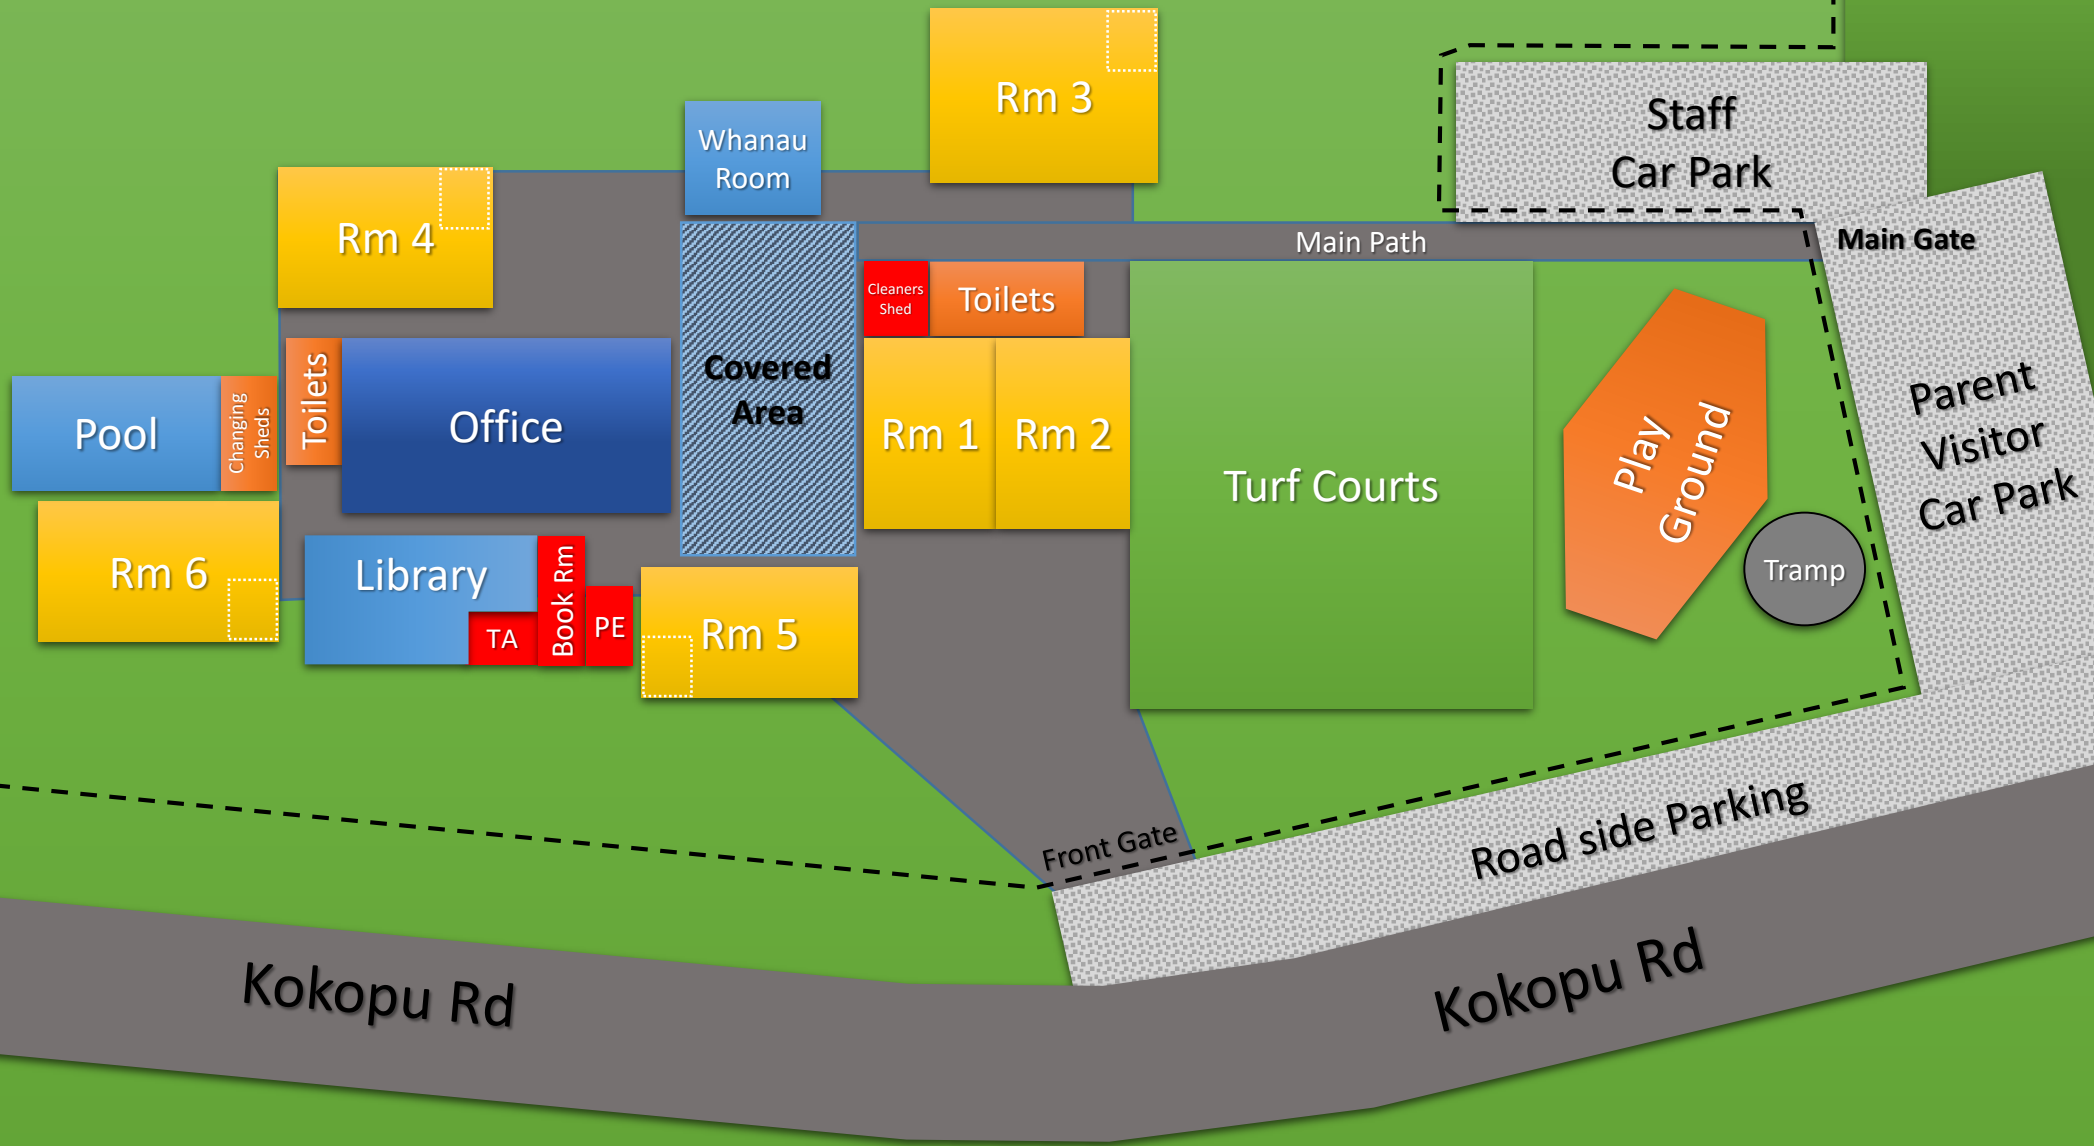 Rm 3
Staff
Car Park
Whanau
Room
Rm 4
Main Path
Main Gate
Cleaners
Shed
Toilets
Covered
Area
Toilets
Office
Pool
Changing
Sheds
Rm 1
Rm 2
Turf Courts
Play
Ground
Parent
Visitor
Car Park
Tramp
Rm 6
Library
TA
Book Rm
PE
Rm 5
Front Gate
Road side Parking
Kokopu Rd
Kokopu Rd